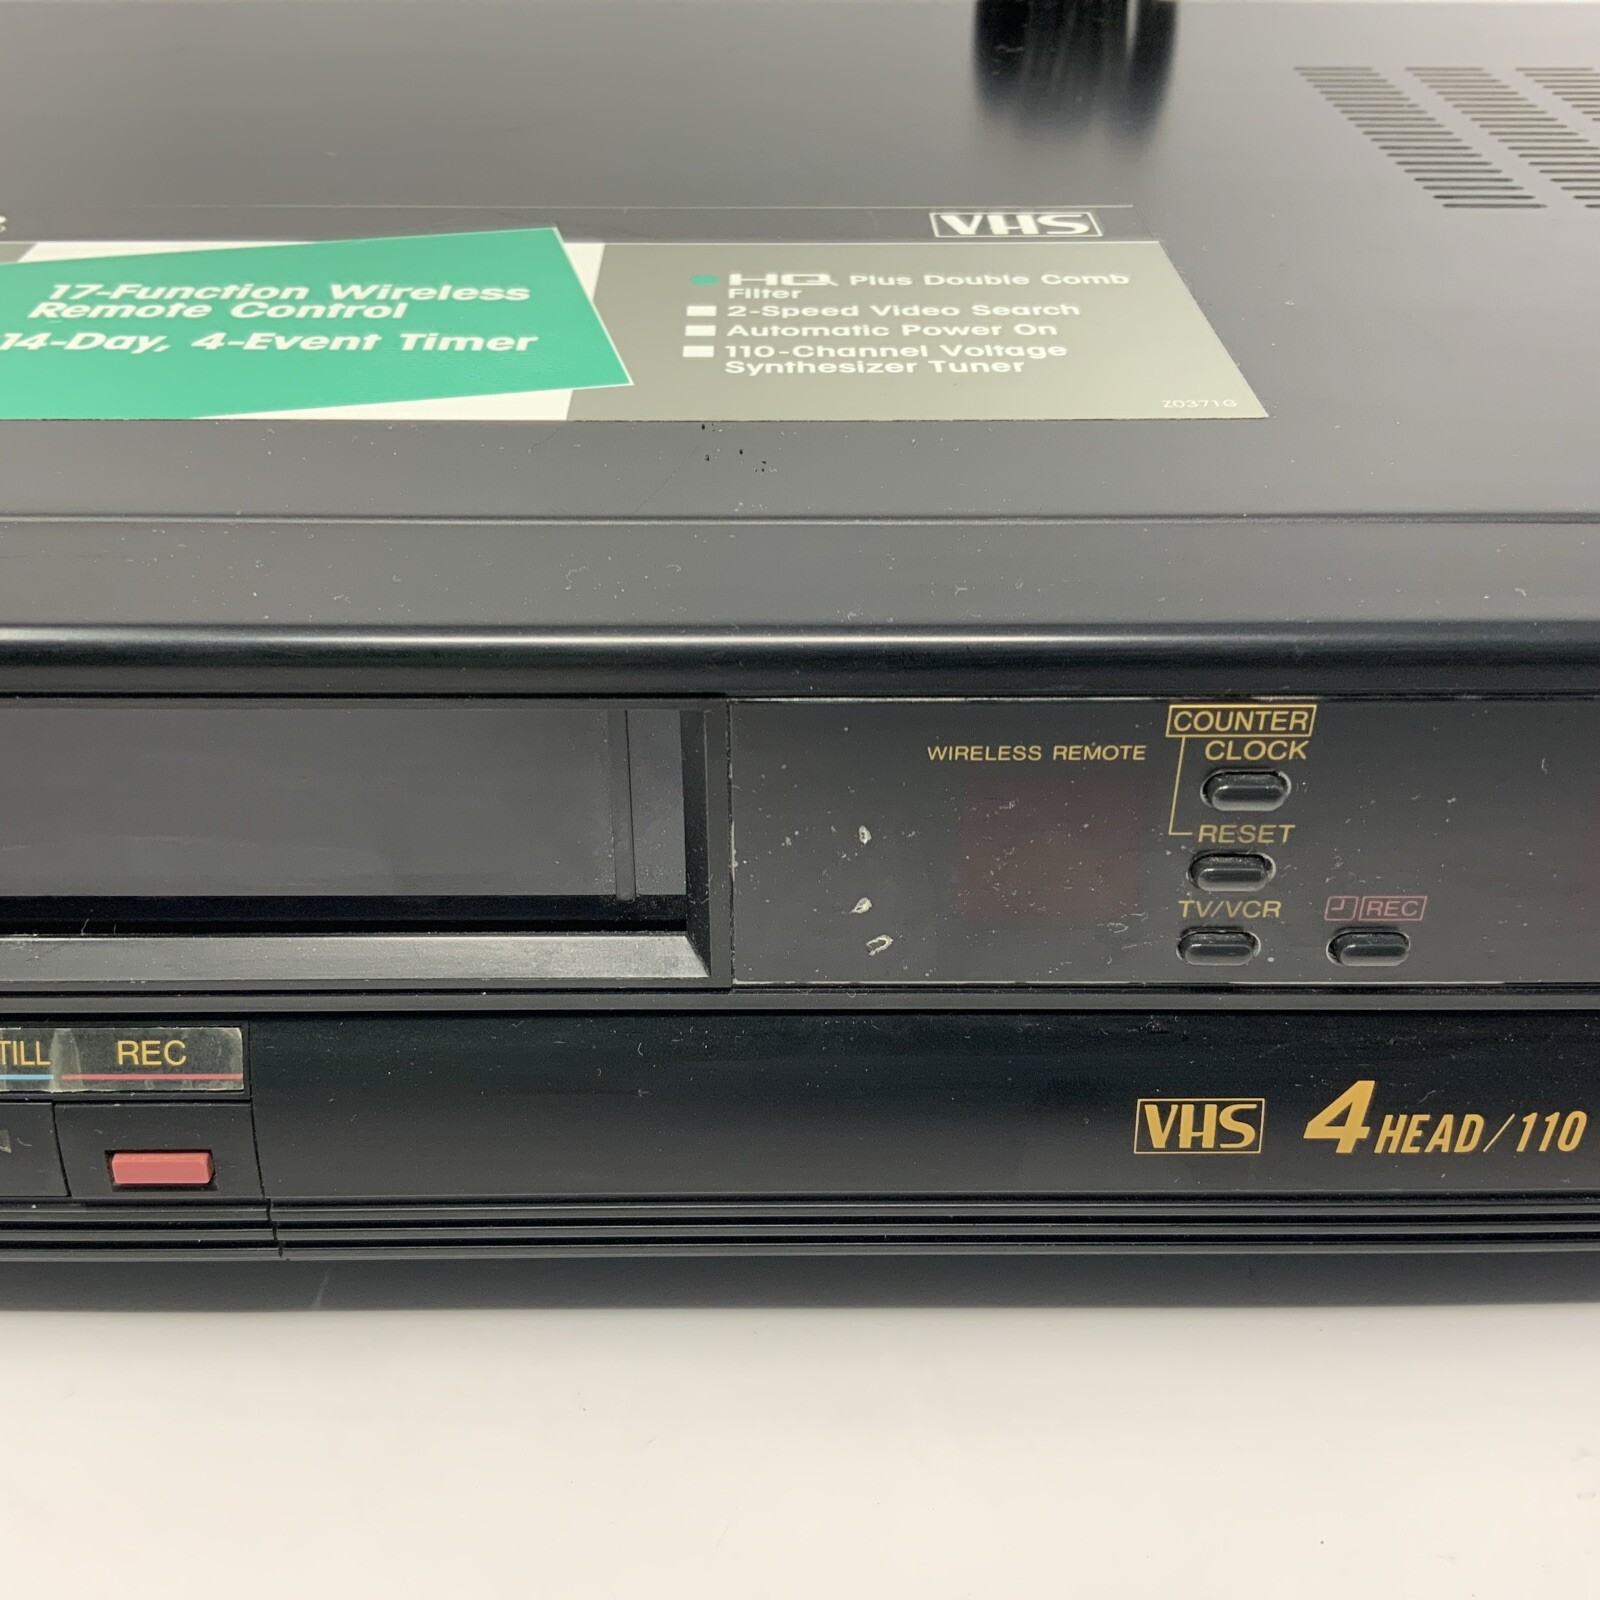 VHS
17-Function Wireless
Remote Control
14-Day, 4-Event Timer
HQ Plus Double Comb
Filter
2-Speed Video Search
Automatic Power On
110-Channel Voltage
Synthesizer Tuner
Z0371G
COUNTER
WIRELESS REMOTE
CLOCK
RESET
TV/VCR
REC
TILL
REC
VHS 4 HEAD/110